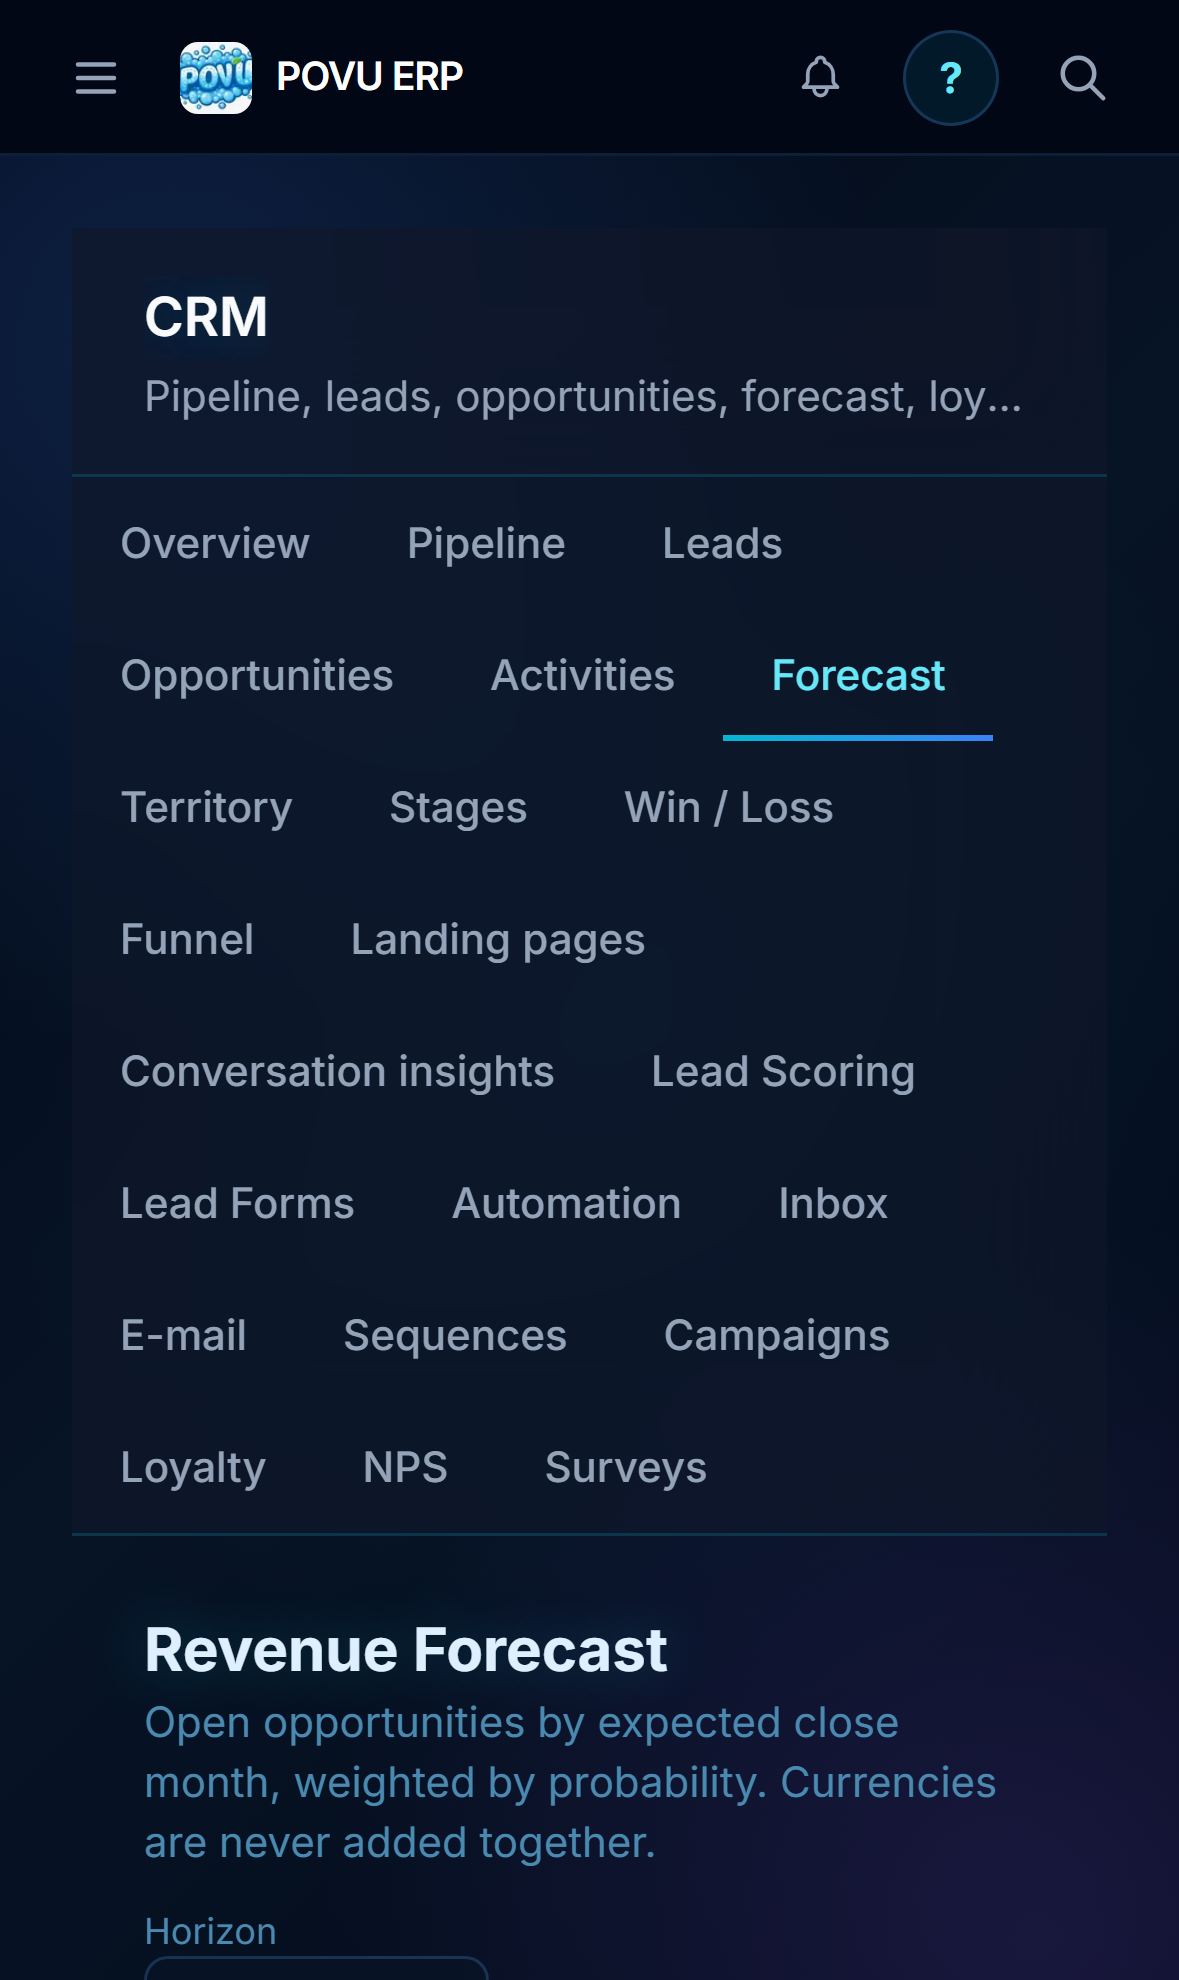 POVU POVU ERP ?
CRM
Pipeline, leads, opportunities, forecast, loy...
Overview Pipeline Leads
Opportunities Activities Forecast
Territory Stages Win / Loss
Funnel Landing pages
Conversation insights Lead Scoring
Lead Forms Automation Inbox
E-mail Sequences Campaigns
Loyalty NPS Surveys
Revenue Forecast
Open opportunities by expected close
month, weighted by probability. Currencies
are never added together.
Horizon